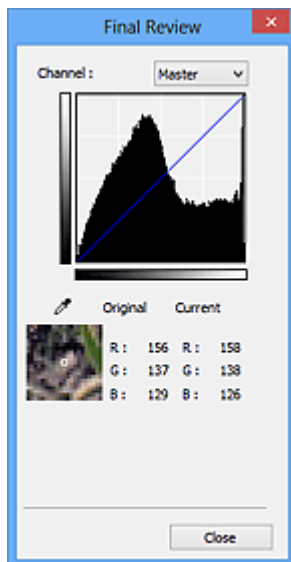 Final Review
×
Channel : Master
Original Current
R : 156 R : 158
G : 137 G : 138
B : 129 B : 126
Close